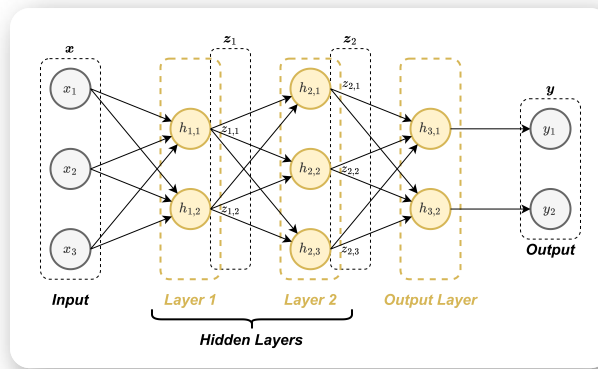 x
z₁
z₂
y
x₁
x₂
x₃
h₁,₁
h₁,₂
z₁,₁
z₁,₂
h₂,₁
h₂,₂
h₂,₃
z₂,₁
z₂,₂
z₂,₃
h₃,₁
h₃,₂
y₁
y₂
Input
Layer 1
Layer 2
Output Layer
Output
Hidden Layers